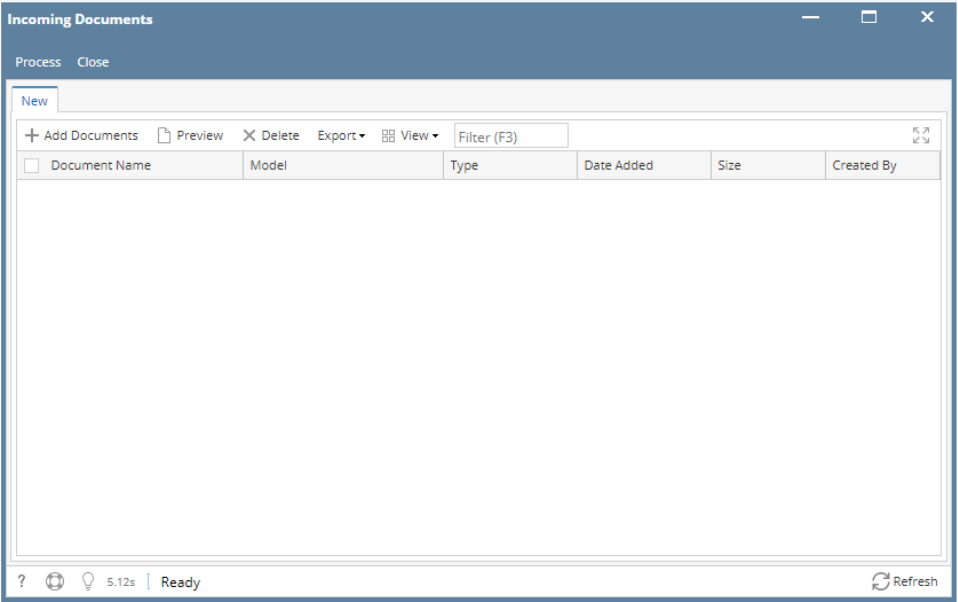 Incoming Documents
Process Close
New
Add Documents Preview Delete Export View Filter (F3)
Document Name Model Type Date Added Size Created By
? 5.12s Ready Refresh